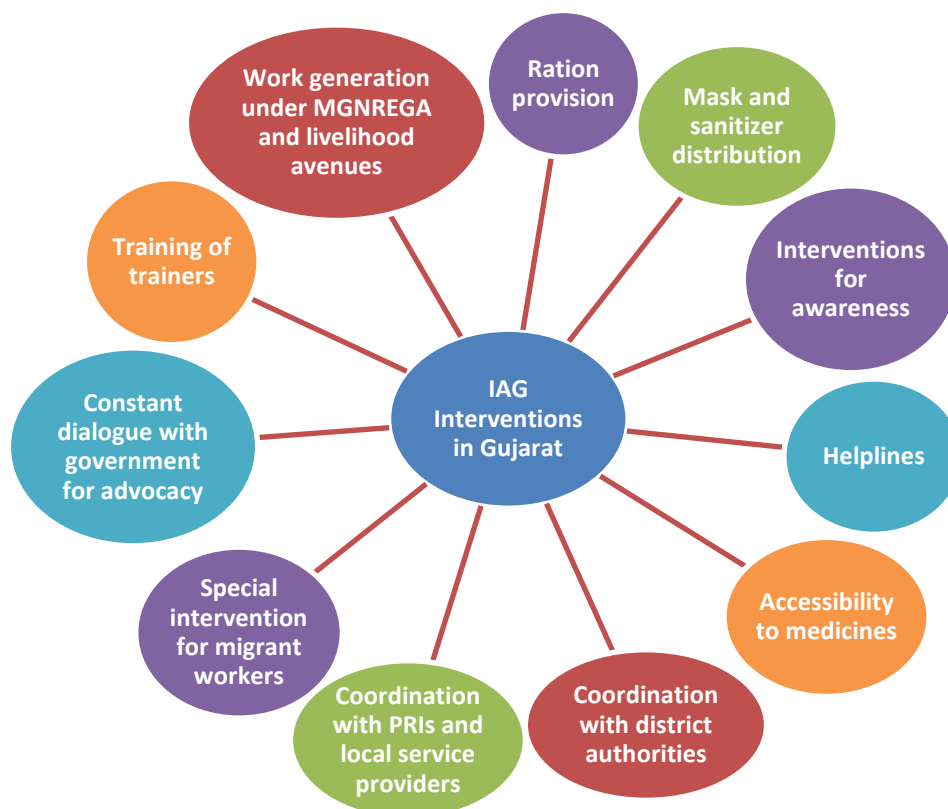 Work generation
under MGNREGA
and livelihood
avenues
Ration
provision
Mask and
sanitizer
distribution
Interventions
for
awareness
Helplines
Accessibility
to medicines
Coordination
with district
authorities
Coordination
with PRIs and
local service
providers
Special
intervention
for migrant
workers
Constant
dialogue with
government
for advocacy
Training of
trainers
IAG
Interventions
in Gujarat